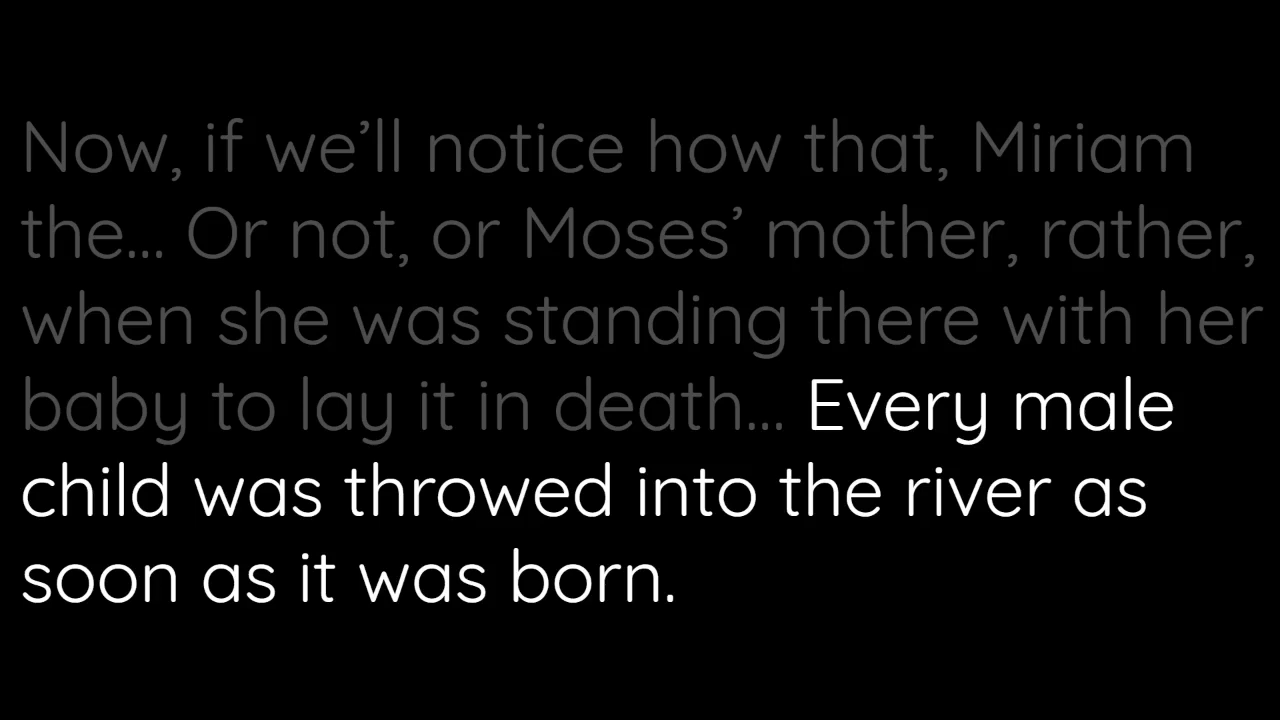 Now, if we’ll notice how that, Miriam
the... Or not, or Moses’ mother, rather,
when she was standing there with her
baby to lay it in death... Every male
child was throwed into the river as
soon as it was born.